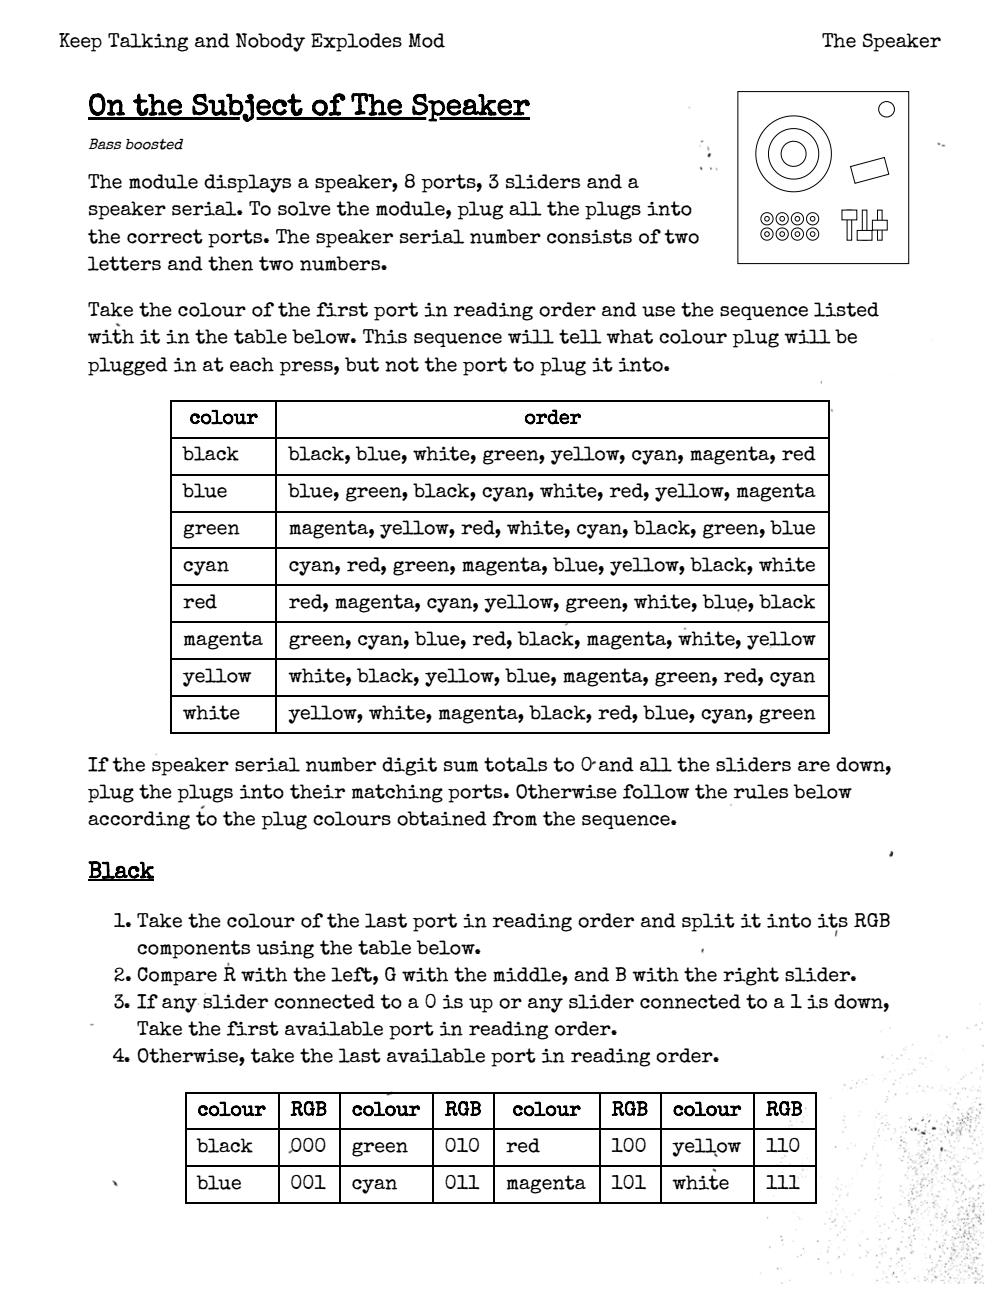 Keep Talking and Nobody Explodes Mod
The Speaker
On the Subject of The Speaker
Bass boosted
The module displays a speaker, 8 ports, 3 sliders and a
speaker serial. To solve the module, plug all the plugs into
the correct ports. The speaker serial number consists of two
letters and then two numbers.
Take the colour of the first port in reading order and use the sequence listed
with it in the table below. This sequence will tell what colour plug will be
plugged in at each press, but not the port to plug it into.
colour order
black black, blue, white, green, yellow, cyan, magenta, red
blue blue, green, black, cyan, white, red, yellow, magenta
green magenta, yellow, red, white, cyan, black, green, blue
cyan cyan, red, green, magenta, blue, yellow, black, white
red red, magenta, cyan, yellow, green, white, blue, black
magenta green, cyan, blue, red, black, magenta, white, yellow
yellow white, black, yellow, blue, magenta, green, red, cyan
white yellow, white, magenta, black, red, blue, cyan, green
If the speaker serial number digit sum totals to 0 and all the sliders are down,
plug the plugs into their matching ports. Otherwise follow the rules below
according to the plug colours obtained from the sequence.
Black
1. Take the colour of the last port in reading order and split it into its RGB
components using the table below.
2. Compare R with the left, G with the middle, and B with the right slider.
3. If any slider connected to a 0 is up or any slider connected to a 1 is down,
Take the first available port in reading order.
4. Otherwise, take the last available port in reading order.
colour RGB colour RGB colour RGB colour RGB
black 000 green 010 red 100 yellow 110
blue 001 cyan 011 magenta 101 white 111